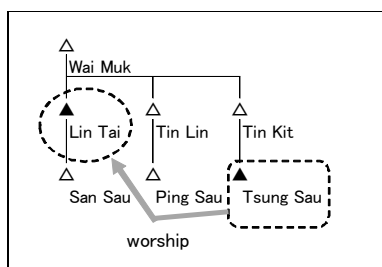 Wai Muk
Lin Tai Tin Lin Tin Kit
San Sau Ping Sau Tsung Sau
worship